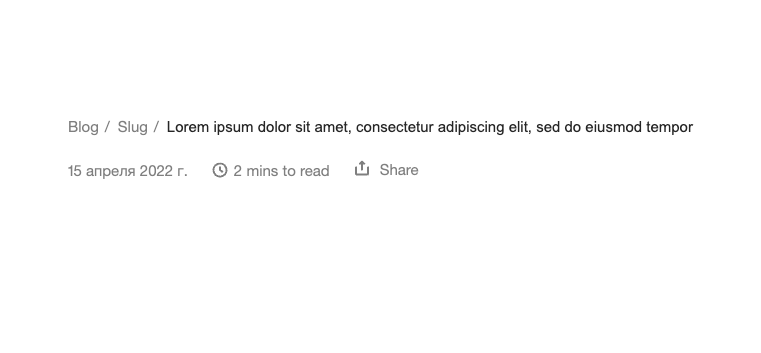 Blog / Slug / Lorem ipsum dolor sit amet, consectetur adipiscing elit, sed do eiusmod tempor
15 апреля 2022 г. 2 mins to read Share